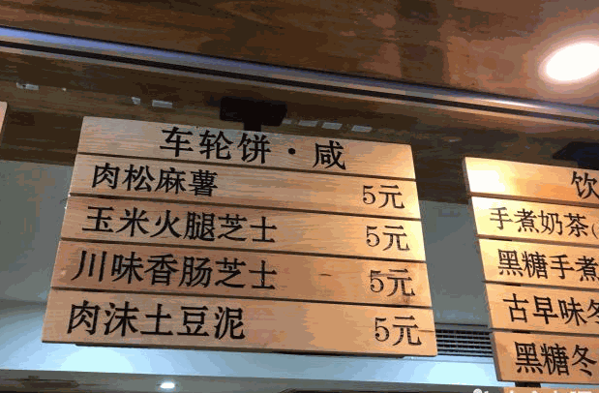 车轮饼·咸
肉松麻薯 5元
玉米火腿芝士 5元
川味香肠芝士 5元
肉沫土豆泥 5元
饮
手煮奶茶(
黑糖手煮
古早味冬
黑糖冬